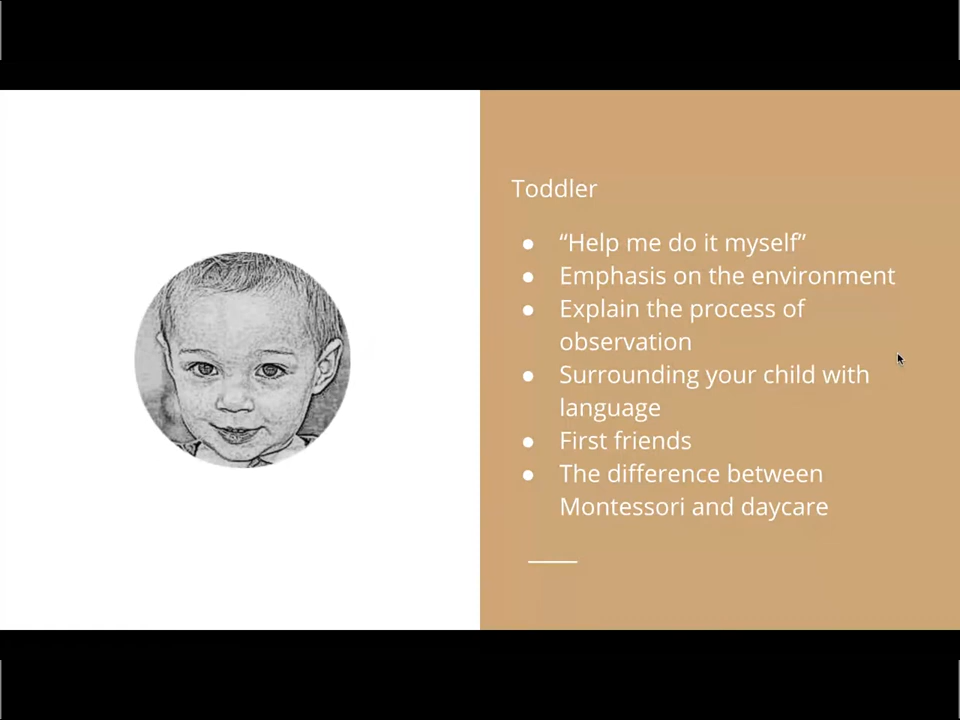 Toddler
● “Help me do it myself”
● Emphasis on the environment
● Explain the process of
observation
● Surrounding your child with
language
● First friends
● The difference between
Montessori and daycare